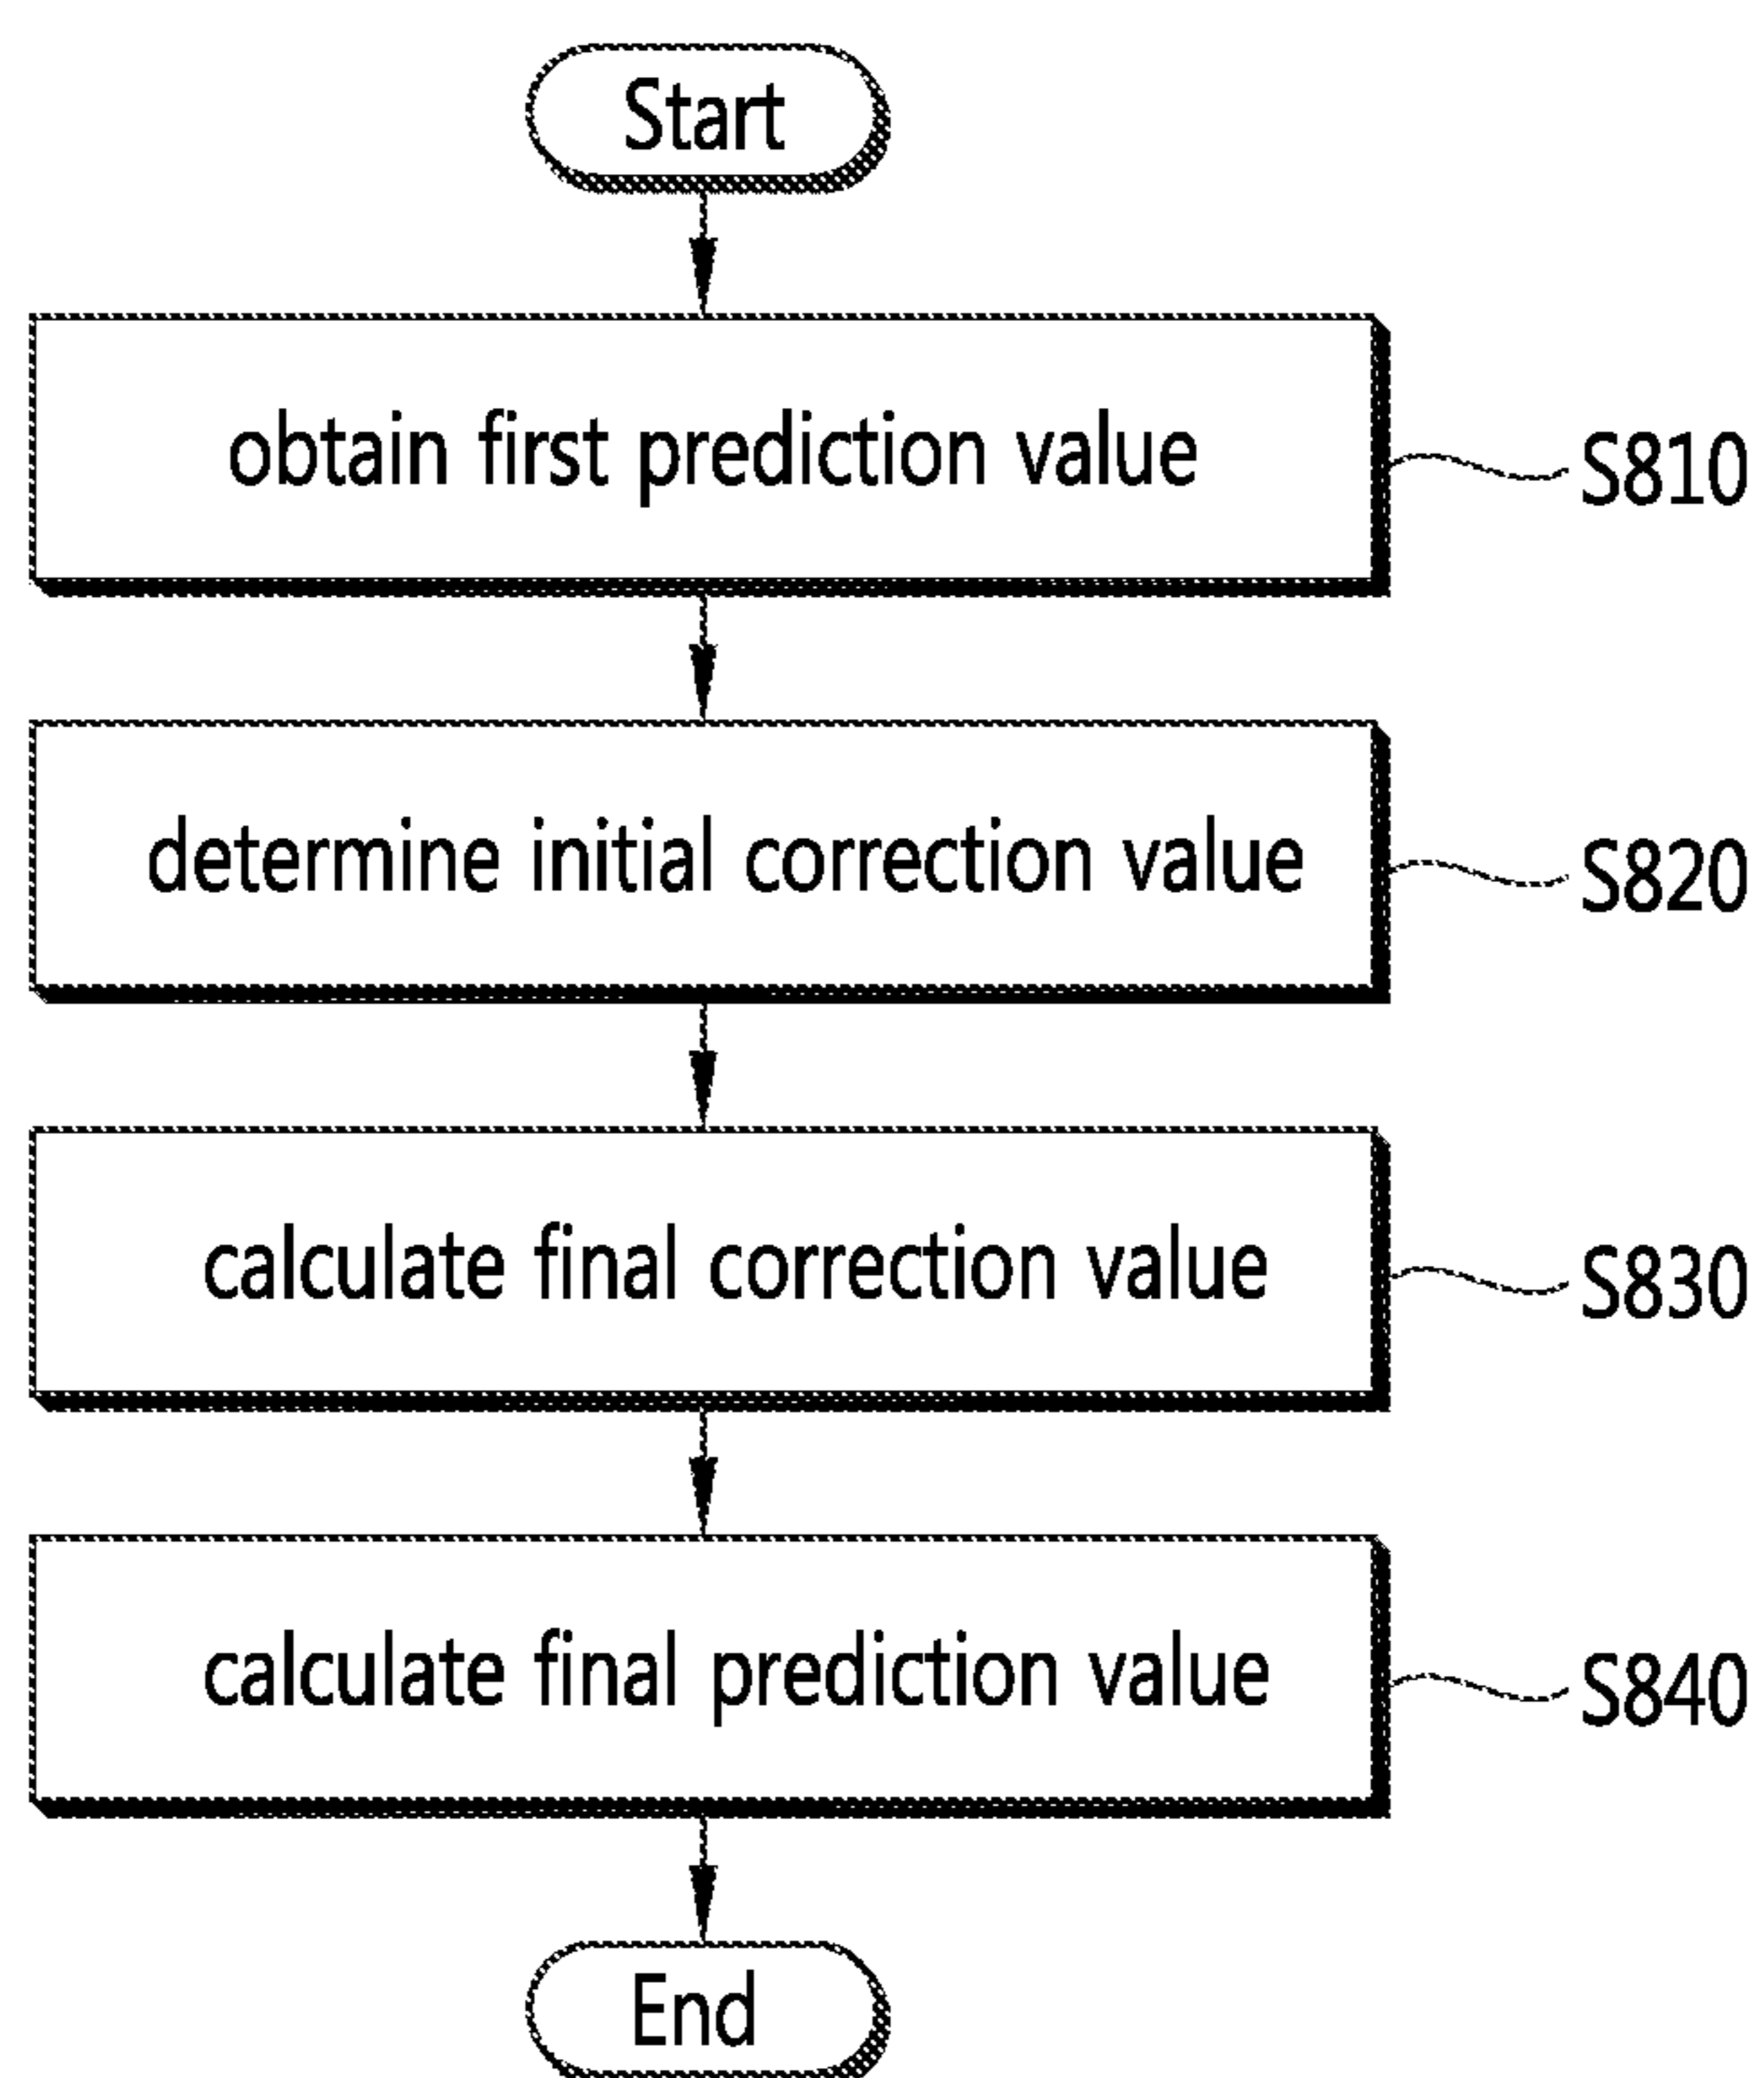 Start
obtain first prediction value
S810
determine initial correction value
S820
calculate final correction value
S830
calculate final prediction value
S840
End